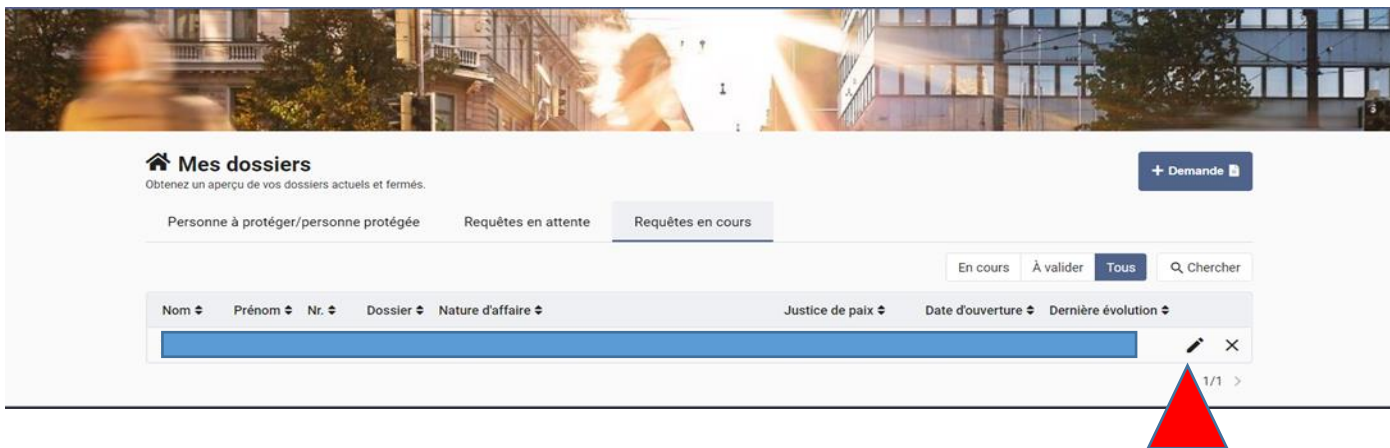 Mes dossiers
Obtenez un aperçu de vos dossiers actuels et fermés.
+ Demande
Personne à protéger/personne protégée Requêtes en attente Requêtes en cours
En cours À valider Tous Chercher
Nom Prénom Nr. Dossier Nature d'affaire Justice de paix Date d'ouverture Dernière évolution
1/1 >